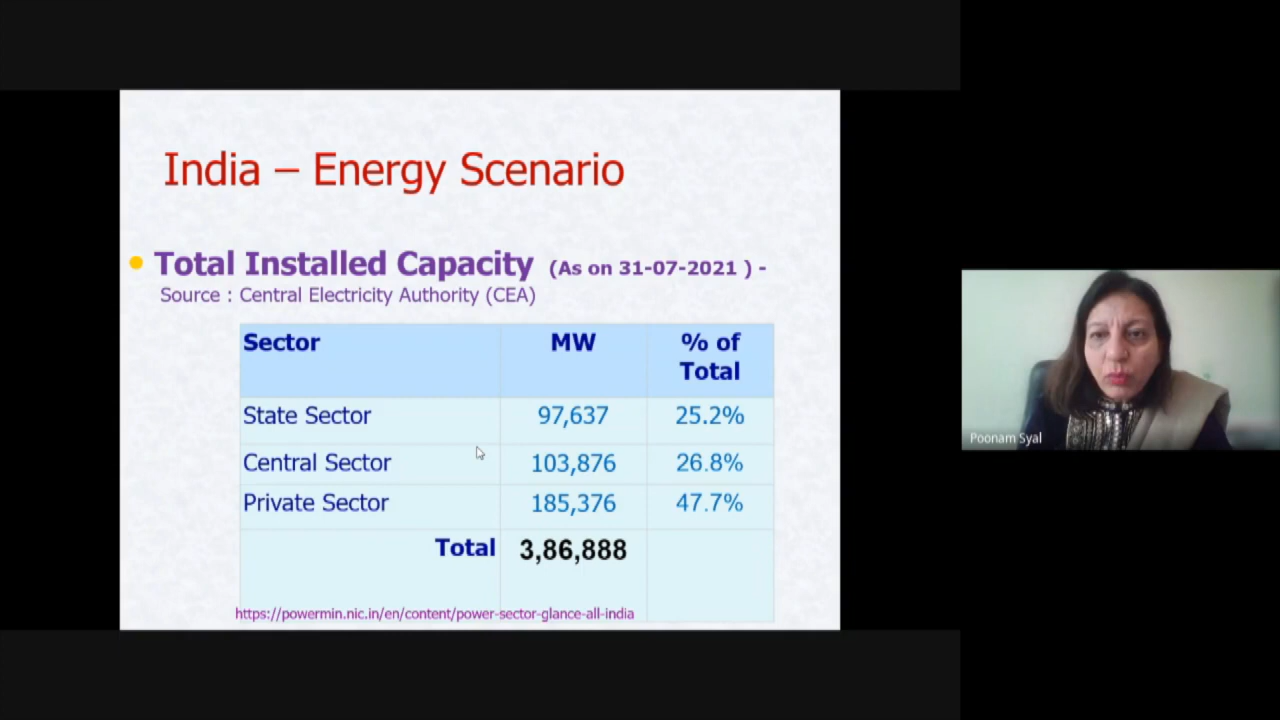 India – Energy Scenario
Total Installed Capacity (As on 31-07-2021 ) -
Source : Central Electricity Authority (CEA)
Sector MW % of Total
State Sector 97,637 25.2%
Central Sector 103,876 26.8%
Private Sector 185,376 47.7%
Total 3,86,888
https://powermin.nic.in/en/content/power-sector-glance-all-india
Poonam Syal